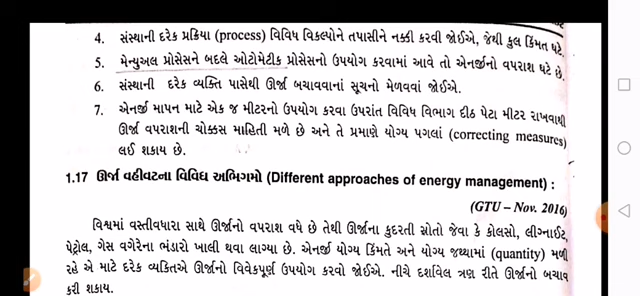 4. સંસ્થાની દરેક પ્રક્રિયા (process) વિવિધ વિકલ્પોને તપાસીને નક્કી કરવી જોઈએ, જેથી કુલ કિંમત ઘટે.
5. મેન્યુઅલ પ્રોસેસને બદલે ઓટોમેટીક પ્રોસેસનો ઉપયોગ કરવામાં આવે તો એનર્જીનો વપરાશ ઘટે છે.
6. સંસ્થાની દરેક વ્યક્તિ પાસેથી ઊર્જા બચાવવાનાં સૂચનો મેળવવાં જોઈએ.
7. એનર્જી માપન માટે એક જ મીટરનો ઉપયોગ કરવા ઉપરાંત વિવિધ વિભાગ દીઠ પેટા મીટર રાખવાથી
ઊર્જા વપરાશની ચોક્કસ માહિતી મળે છે અને તે પ્રમાણે યોગ્ય પગલાં (correcting measures)
લઈ શકાય છે.
1.17 ઊર્જા વહીવટના વિવિધ અભિગમો (Different approaches of energy management) :
(GTU – Nov. 2016)
વિશ્વમાં વસ્તીવધારા સાથે ઊર્જાનો વપરાશ વધે છે તેથી ઊર્જાના કુદરતી સ્રોતો જેવા કે કોલસો, લીગ્નાઈટ,
પેટ્રોલ, ગેસ વગેરેના ભંડારો ખાલી થવા લાગ્યા છે. એનર્જી યોગ્ય કિંમતે અને યોગ્ય જથ્થામાં (quantity) મળી
રહે એ માટે દરેક વ્યક્તિએ ઊર્જાનો વિવેકપૂર્ણ ઉપયોગ કરવો જોઈએ. નીચે દર્શાવેલ ત્રણ રીતે ઊર્જાનો બચાવ
કરી શકાય.